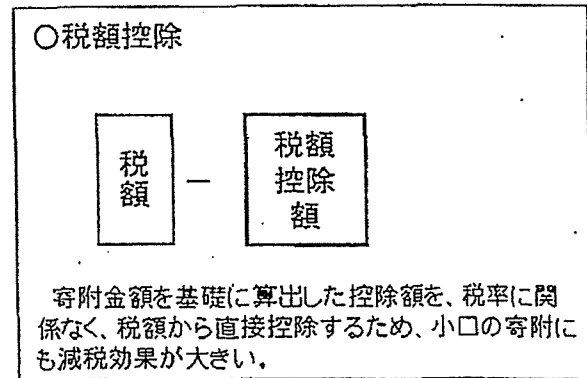 ○税額控除
税額
－
税額
控除
額
寄附金額を基礎に算出した控除額を、税率に関
係なく、税額から直接控除するため、小口の寄附に
も減税効果が大きい。